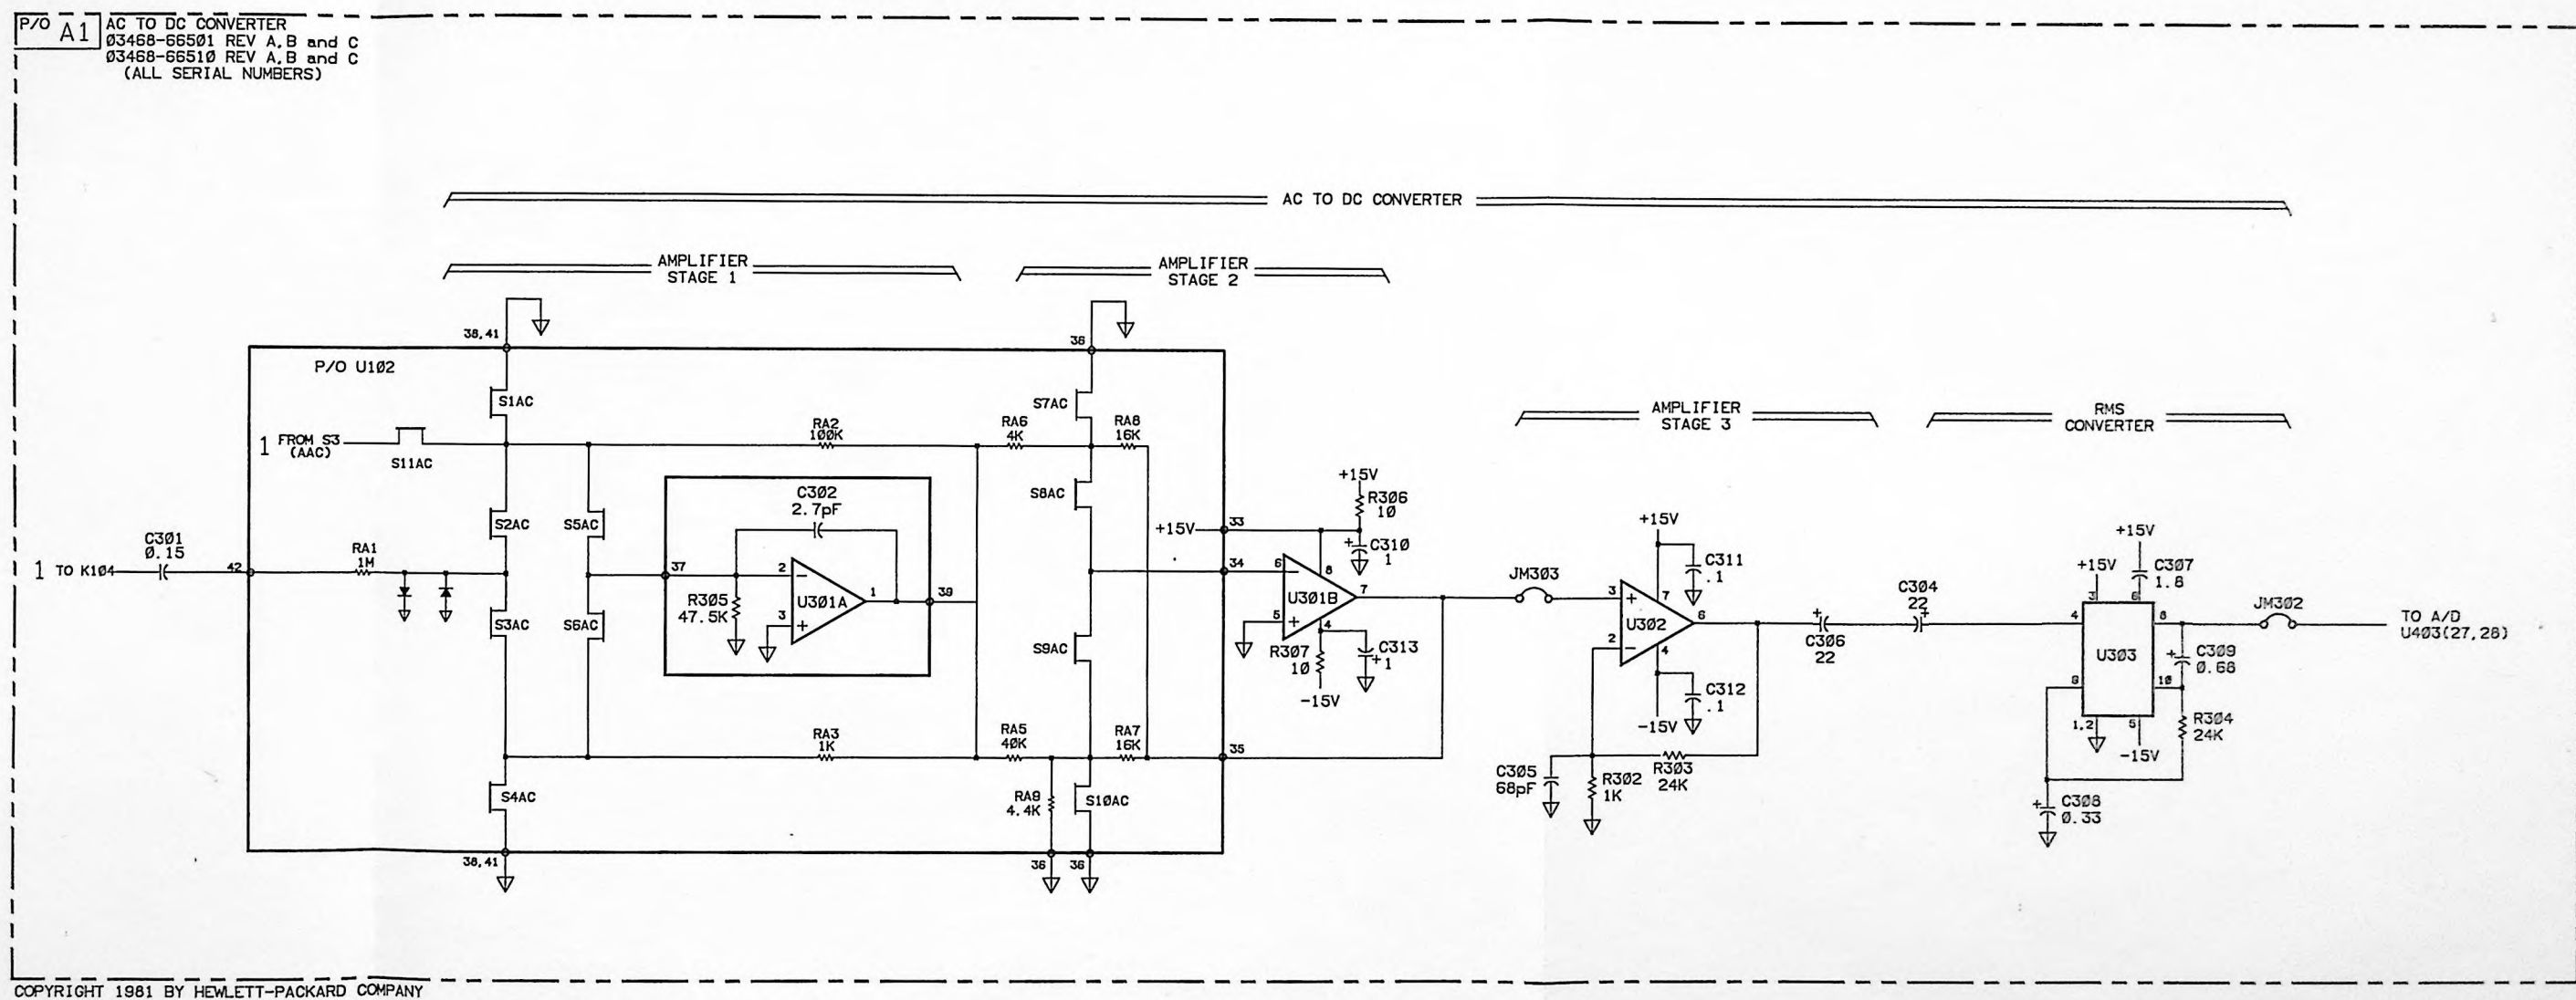 P/O A1
AC TO DC CONVERTER
03468-66501 REV A,B and C
03468-66510 REV A,B and C
(ALL SERIAL NUMBERS)
AC TO DC CONVERTER
AMPLIFIER
STAGE 1
AMPLIFIER
STAGE 2
AMPLIFIER
STAGE 3
RMS
CONVERTER
38,41
38
P/O U102
S1AC
S7AC
1 FROM S3
(AAC)
S11AC
RA2
100K
RA6
4K
RA8
16K
S2AC
S5AC
C302
2.7pF
S8AC
+15V
33
+15V
R306
10
C310
+
1
1 TO K104
C301
0.15
42
RA1
1M
37
2
−
U301A
3
+
1
39
R305
47.5K
S3AC
S6AC
34
6
−
U301B
8
7
5
+
4
S9AC
R307
10
−15V
C313
+
1
JM303
+15V
C311
.1
3
+
7
U302
6
2
−
4
C312
.1
−15V
C305
68pF
R302
1K
R303
24K
+
C306
22
C304
22
+
+15V
+15V
C307
1.8
3
6
4
8
U303
9
10
1,2
5
−15V
+
C309
0.68
R304
24K
+
C308
0.33
JM302
TO A/D
U403(27,28)
RA3
1K
RA5
40K
RA7
16K
35
S4AC
RA9
4.4K
S10AC
38,41
36
36
COPYRIGHT 1981 BY HEWLETT-PACKARD COMPANY